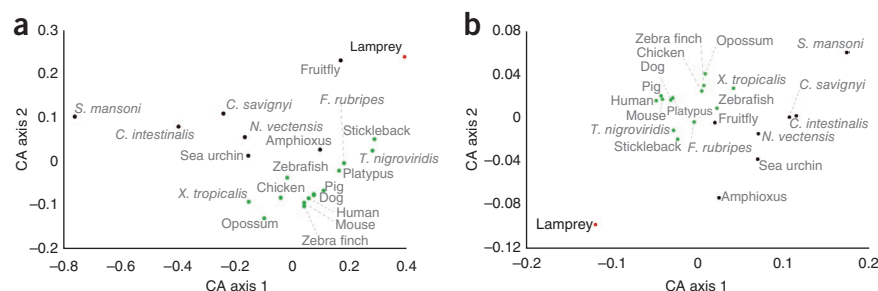 a
CA axis 2
0.3
0.2
0.1
0
–0.1
–0.2
–0.8
–0.6
–0.4
–0.2
0
0.2
0.4
CA axis 1
Lamprey
Fruitfly
F. rubripes
S. mansoni
C. savignyi
C. intestinalis
N. vectensis
Stickleback
Amphioxus
Sea urchin
T. nigroviridis
Zebrafish
Platypus
X. tropicalis
Chicken
Pig
Dog
Opossum
Human
Mouse
Zebra finch
b
CA axis 2
0.08
0.04
0
–0.04
–0.08
–0.12
–0.2
–0.1
0
0.1
0.2
CA axis 1
Zebra finch
Opossum
Chicken
S. mansoni
Dog
Pig
X. tropicalis
C. savignyi
Human
Zebrafish
Mouse
Platypus
Fruitfly
C. intestinalis
T. nigroviridis
N. vectensis
Stickleback
F. rubripes
Sea urchin
Amphioxus
Lamprey